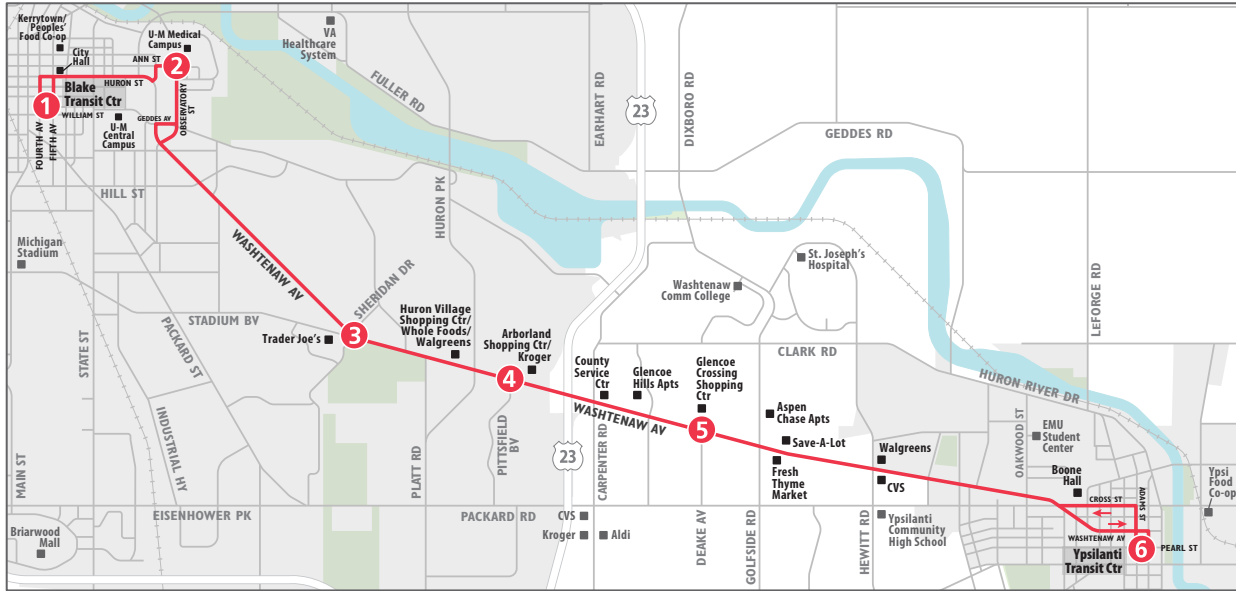 Kerrytown/
Peoples'
Food Co-op
City
Hall
U-M Medical
Campus
ANN ST
2
HURON ST
Blake
Transit Ctr
1
WILLIAM ST
GEDDES AV
OBSERVATORY
ST
U-M
Central
Campus
FOURTH AV
FIFTH AV
VA
Healthcare
System
FULLER RD
EARHART RD
23
DIXBORO RD
GEDDES RD
HILL ST
HURON PK
Michigan
Stadium
WASHTENAW AV
SHERIDAN DR
STADIUM BV
Trader Joe's
3
Huron Village
Shopping Ctr/
Whole Foods/
Walgreens
Arborland
Shopping Ctr/
Kroger
4
Washtenaw
Comm College
St. Joseph's
Hospital
LEFORGE RD
STATE ST
PACKARD ST
County
Service
Ctr
Glencoe
Hills Apts
Glencoe
Crossing
Shopping
Ctr
CLARK RD
HURON RIVER DR
WASHTENAW AV
5
Aspen
Chase Apts
Save-A-Lot
Fresh
Thyme
Market
Walgreens
CVS
OAKWOOD ST
EMU
Student
Center
Boone
Hall
MAIN ST
INDUSTRIAL HY
PLATT RD
PITTSFIELD
BV
23
CARPENTER RD
Ypsi
Food
Co-op
CROSS ST
ADAMS ST
EISENHOWER PK
PACKARD RD
CVS
Kroger
Aldi
DEAKE AV
GOLFSIDE RD
HEWITT RD
Ypsilanti
Community
High School
WASHTENAW AV
6
PEARL ST
Ypsilanti
Transit Ctr
Briarwood
Mall